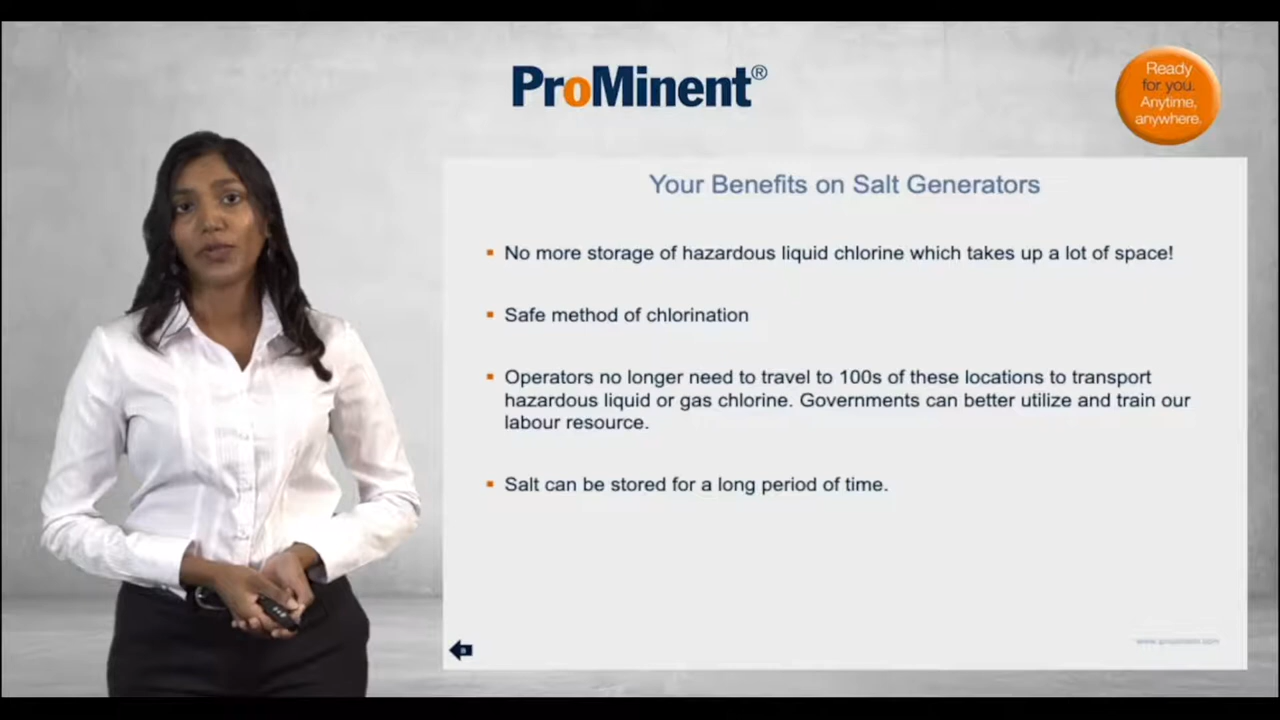 ProMinent®
Ready
for you.
Anytime,
anywhere.
Your Benefits on Salt Generators
▪ No more storage of hazardous liquid chlorine which takes up a lot of space!
▪ Safe method of chlorination
▪ Operators no longer need to travel to 100s of these locations to transport
hazardous liquid or gas chlorine. Governments can better utilize and train our
labour resource.
▪ Salt can be stored for a long period of time.
www.prominent.com